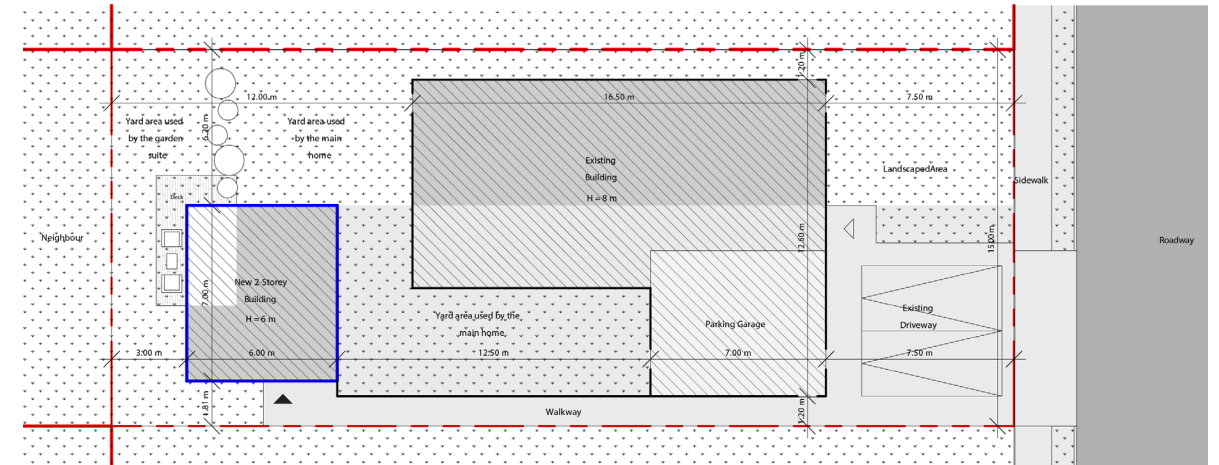 1.20 m
12.00 m
16.50 m
7.50 m
Yard area used
by the garden
suite
6.20 m
Yard area used
by the main
home
Existing
Building
H = 8 m
LandscapedArea
Sidewalk
Deck
Neighbour
12.60 m
15.00 m
Roadway
New 2-Storey
Building
H = 6 m
7.00 m
Yard area used by the
main home
Parking Garage
Existing
Driveway
3.00 m
6.00 m
12.50 m
7.00 m
7.50 m
1.81 m
Walkway
1.20 m